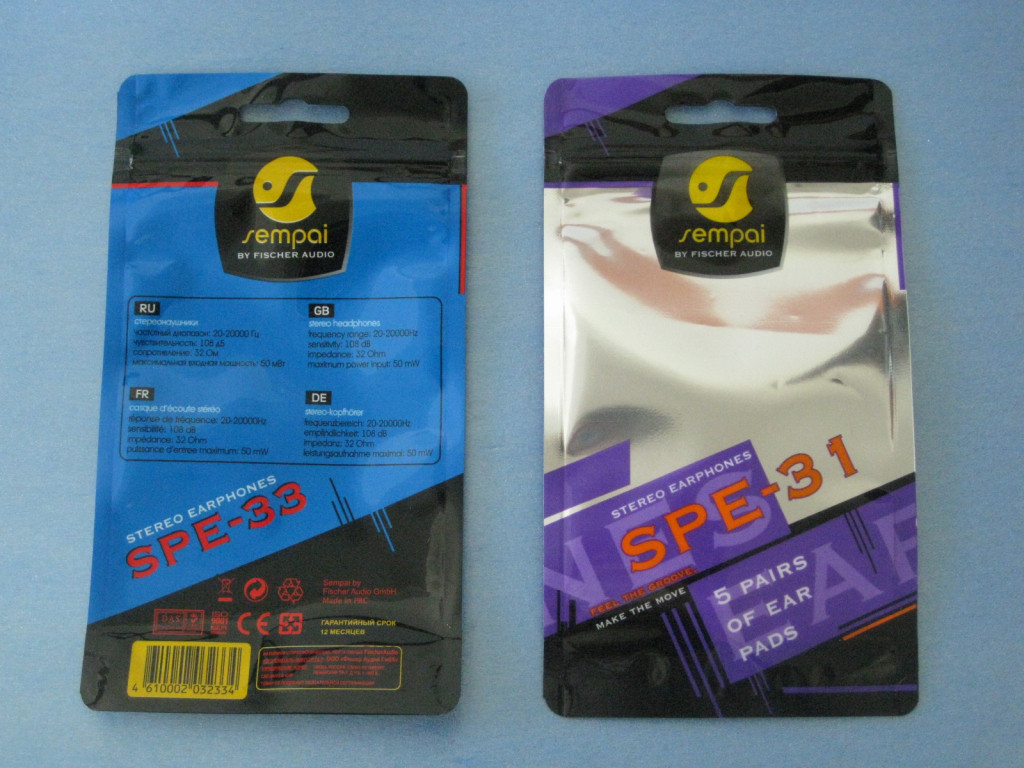 sempai
BY FISCHER AUDIO
RU
стереонаушники
частотный диапазон: 20-20000 Гц
чувствительность: 108 дБ
сопротивление: 32 Ом
максимальная входная мощность: 50 мВт
GB
stereo headphones
frequency range: 20-20000Hz
sensitivity: 108 dB
impedance: 32 Ohm
maximum power input: 50 mW
FR
casque d'écoute stéréo
réponse de fréquence: 20-20000Hz
sensibilité: 108 dB
impédance: 32 Ohm
puissance d'entree maximum: 50 mW
DE
stereo-kopfhörer
frequenzbereich: 20-20000Hz
empfindlichkeit: 108 dB
impedanz: 32 Ohm
leistungsaufnahme maximal: 50 mW
STEREO EARPHONES
SPE-33
Sempai by
Fischer Audio GmbH
Made in PRC
ISO
9001
CE
ГАРАНТИЙНЫЙ СРОК
12 МЕСЯЦЕВ
4 610002 032334
sempai
BY FISCHER AUDIO
STEREO EARPHONES
SPE-31
FEEL THE GROOVE,
MAKE THE MOVE
5 PAIRS
OF EAR
PADS